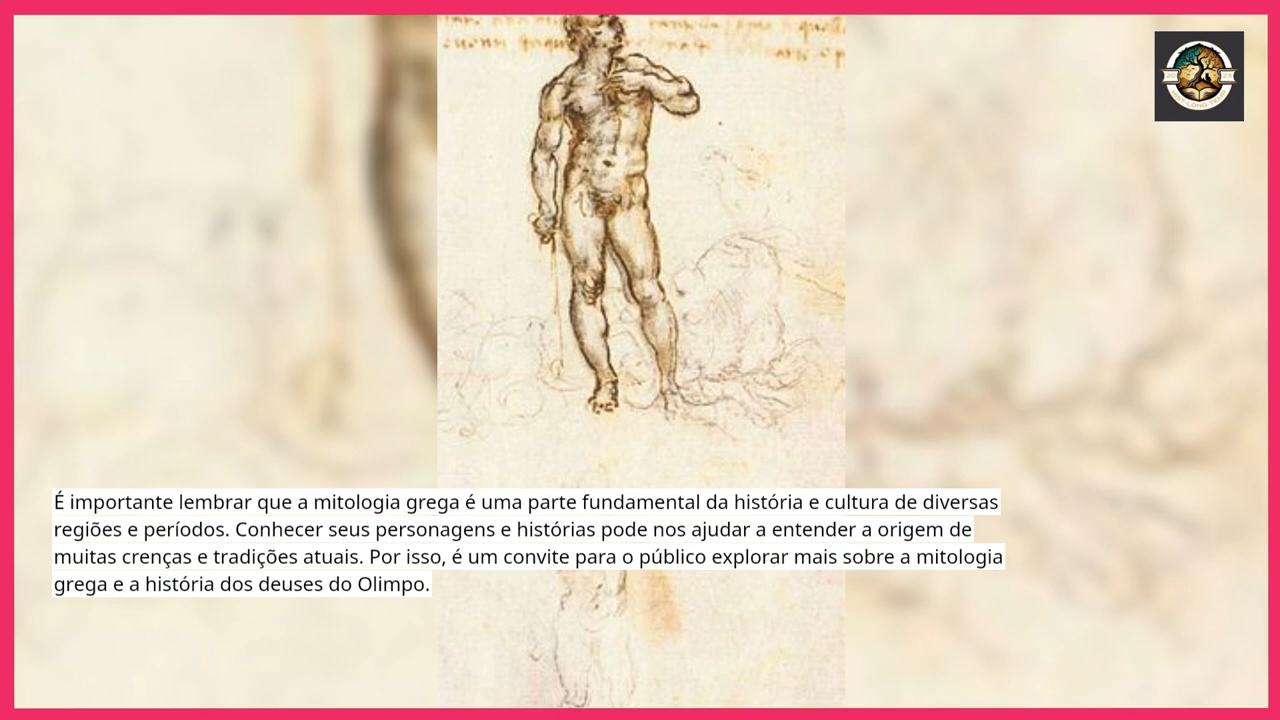 É importante lembrar que a mitologia grega é uma parte fundamental da história e cultura de diversas
regiões e períodos. Conhecer seus personagens e histórias pode nos ajudar a entender a origem de
muitas crenças e tradições atuais. Por isso, é um convite para o público explorar mais sobre a mitologia
grega e a história dos deuses do Olimpo.